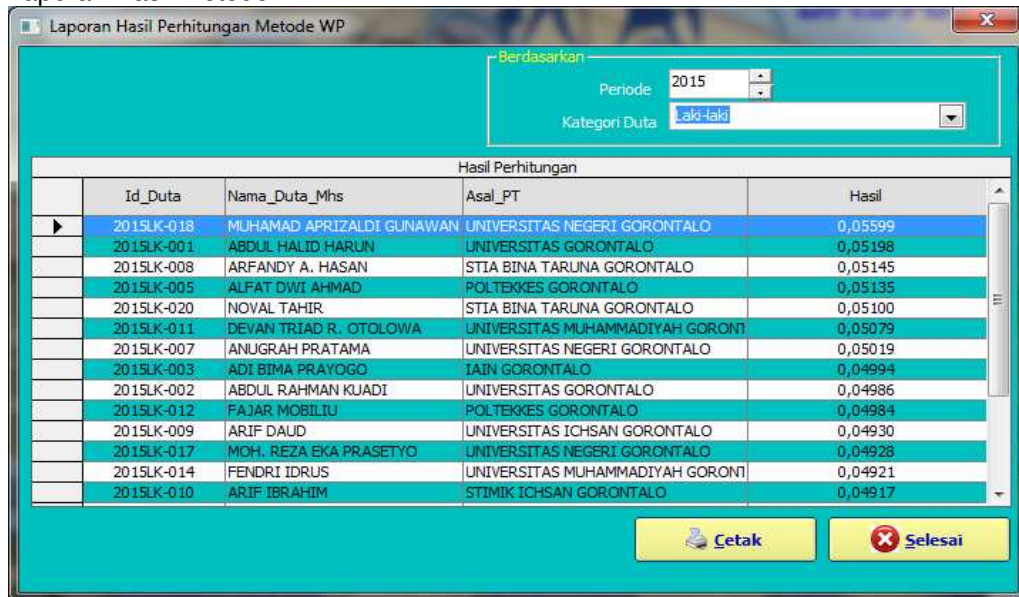 Laporan Hasil Perhitungan Metode WP
Berdasarkan
Periode 2015
Kategori Duta Laki-laki
Hasil Perhitungan
Id_Duta Nama_Duta_Mhs Asal_PT Hasil
2015LK-018 MUHAMAD APRIZALDI GUNAWAN UNIVERSITAS NEGERI GORONTALO 0,05599
2015LK-001 ABDUL HALID HARUN UNIVERSITAS GORONTALO 0,05198
2015LK-008 ARFANDY A. HASAN STIA BINA TARUNA GORONTALO 0,05145
2015LK-005 ALFAT DWI AHMAD POLTEKKES GORONTALO 0,05135
2015LK-020 NOVAL TAHIR STIA BINA TARUNA GORONTALO 0,05100
2015LK-011 DEVAN TRIAD R. OTOLOWA UNIVERSITAS MUHAMMADIYAH GORONT 0,05079
2015LK-007 ANUGRAH PRATAMA UNIVERSITAS NEGERI GORONTALO 0,05019
2015LK-003 ADI BIMA PRAYOGO IAIN GORONTALO 0,04994
2015LK-002 ABDUL RAHMAN KUADI UNIVERSITAS GORONTALO 0,04986
2015LK-012 FAJAR MOBILIU POLTEKKES GORONTALO 0,04984
2015LK-009 ARIF DAUD UNIVERSITAS ICHSAN GORONTALO 0,04930
2015LK-017 MOH. REZA EKA PRASETYO UNIVERSITAS NEGERI GORONTALO 0,04928
2015LK-014 FENDRI IDRUS UNIVERSITAS MUHAMMADIYAH GORONT 0,04921
2015LK-010 ARIF IBRAHIM STIMIK ICHSAN GORONTALO 0,04917
Cetak Selesai